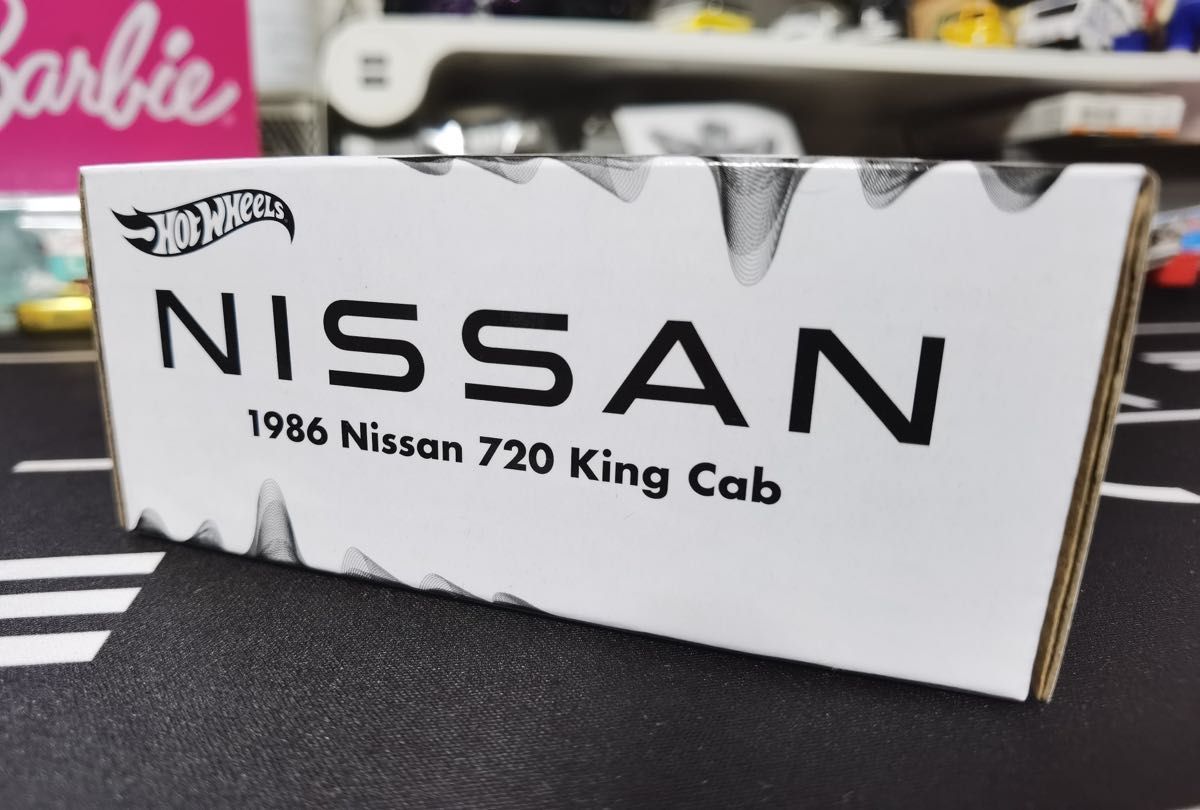 Barbie
HOT WHEELS
NISSAN
1986 Nissan 720 King Cab